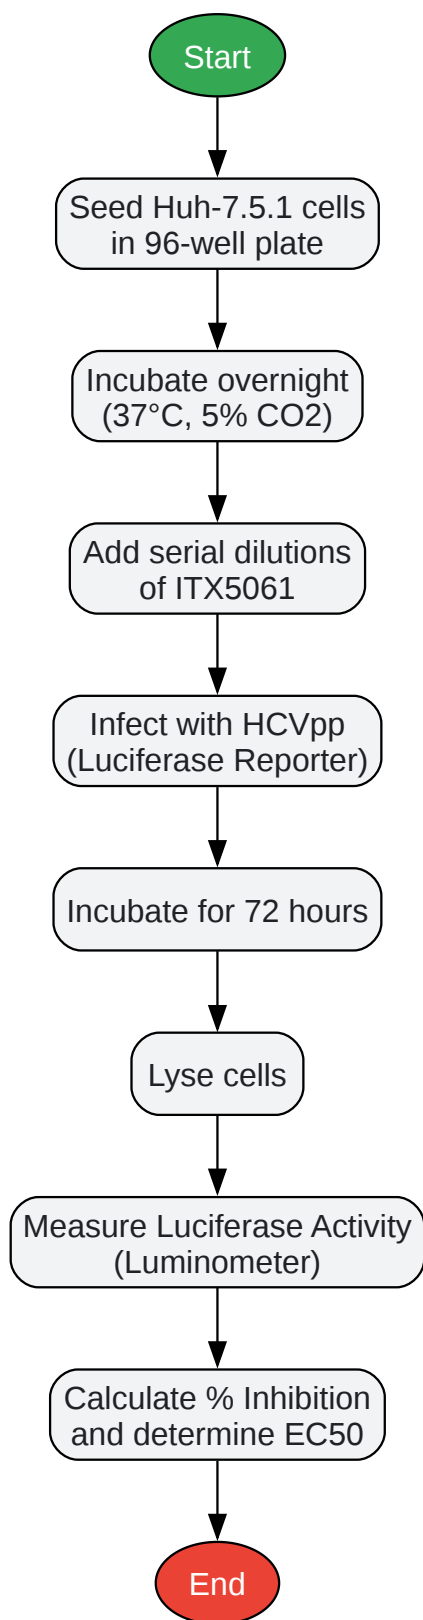 Start
Seed Huh-7.5.1 cells
in 96-well plate
Incubate overnight
(37°C, 5% CO2)
Add serial dilutions
of ITX5061
Infect with HCVpp
(Luciferase Reporter)
Incubate for 72 hours
Lyse cells
Measure Luciferase Activity
(Luminometer)
Calculate % Inhibition
and determine EC50
End